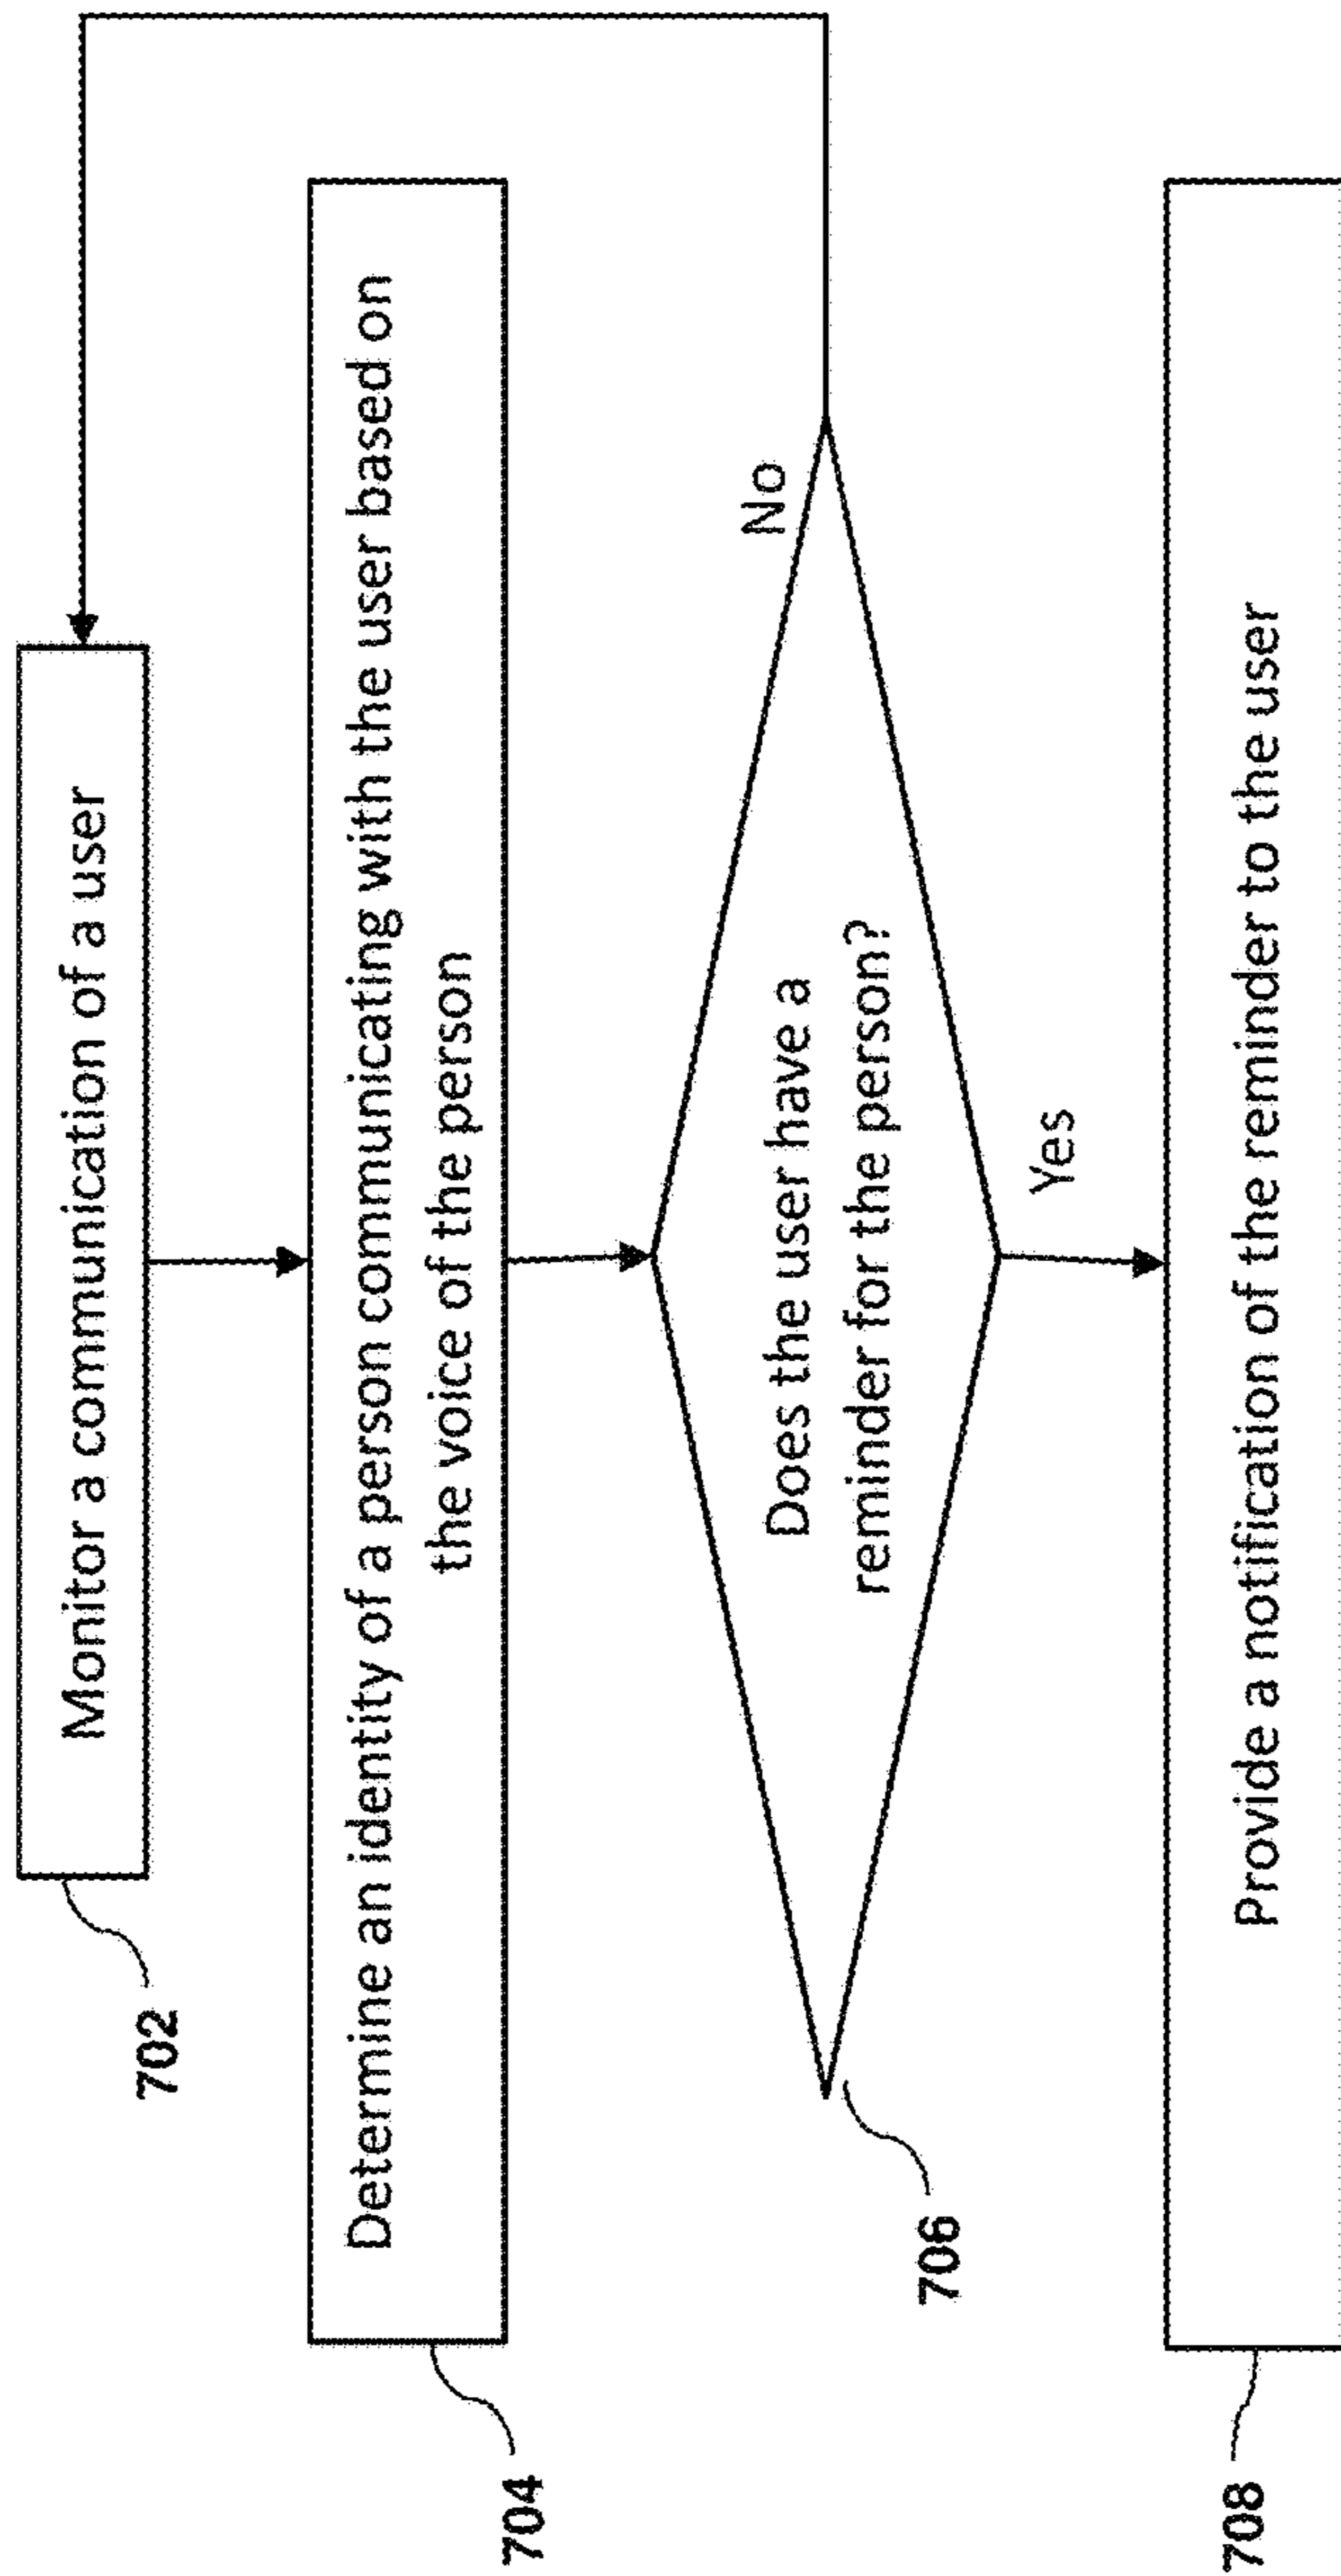 Monitor a communication of a user
702
Determine an identity of a person communicating with the user based on
the voice of the person
704
Does the user have a
reminder for the person?
No
Yes
706
Provide a notification of the reminder to the user
708